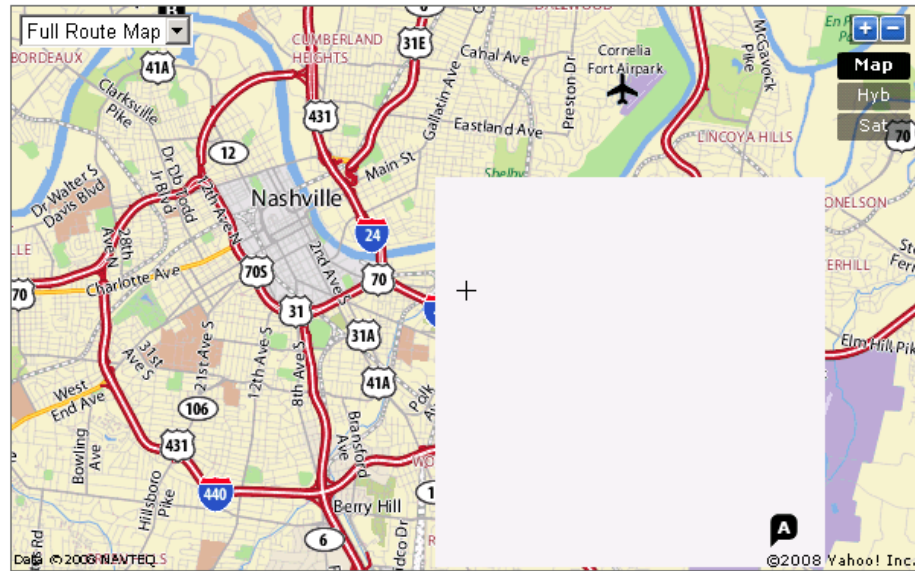 Full Route Map
BORDEAUX
41A
Clarksville
Pike
CUMBERLAND
HEIGHTS
31E
Cahal Ave
Gallatin Ave
Eastland Ave
Preston Dr
Cornelia
Fort Airpark
McGavock
Pike
+ −
Map
Hyb
Sat
70
LINCOYA HILLS
431
12
Main St
Shelby
Dr Walter S
Davis Blvd
Dr Db Todd
Jr Blvd
12th Ave N
Nashville
24
28th
Ave N
Charlotte Ave
70
70S
2nd Ave S
70
31
31A
41A
Elm Hill Pik
31st
Ave S
21st Ave S
12th Ave S
8th Ave S
West
End Ave
106
431
Bowling
Ave
Hillsboro
Pike
Bransford
Ave
440
Berry Hill
6
A
Data ©2008 NAVTEQ
©2008 Yahoo! Inc.